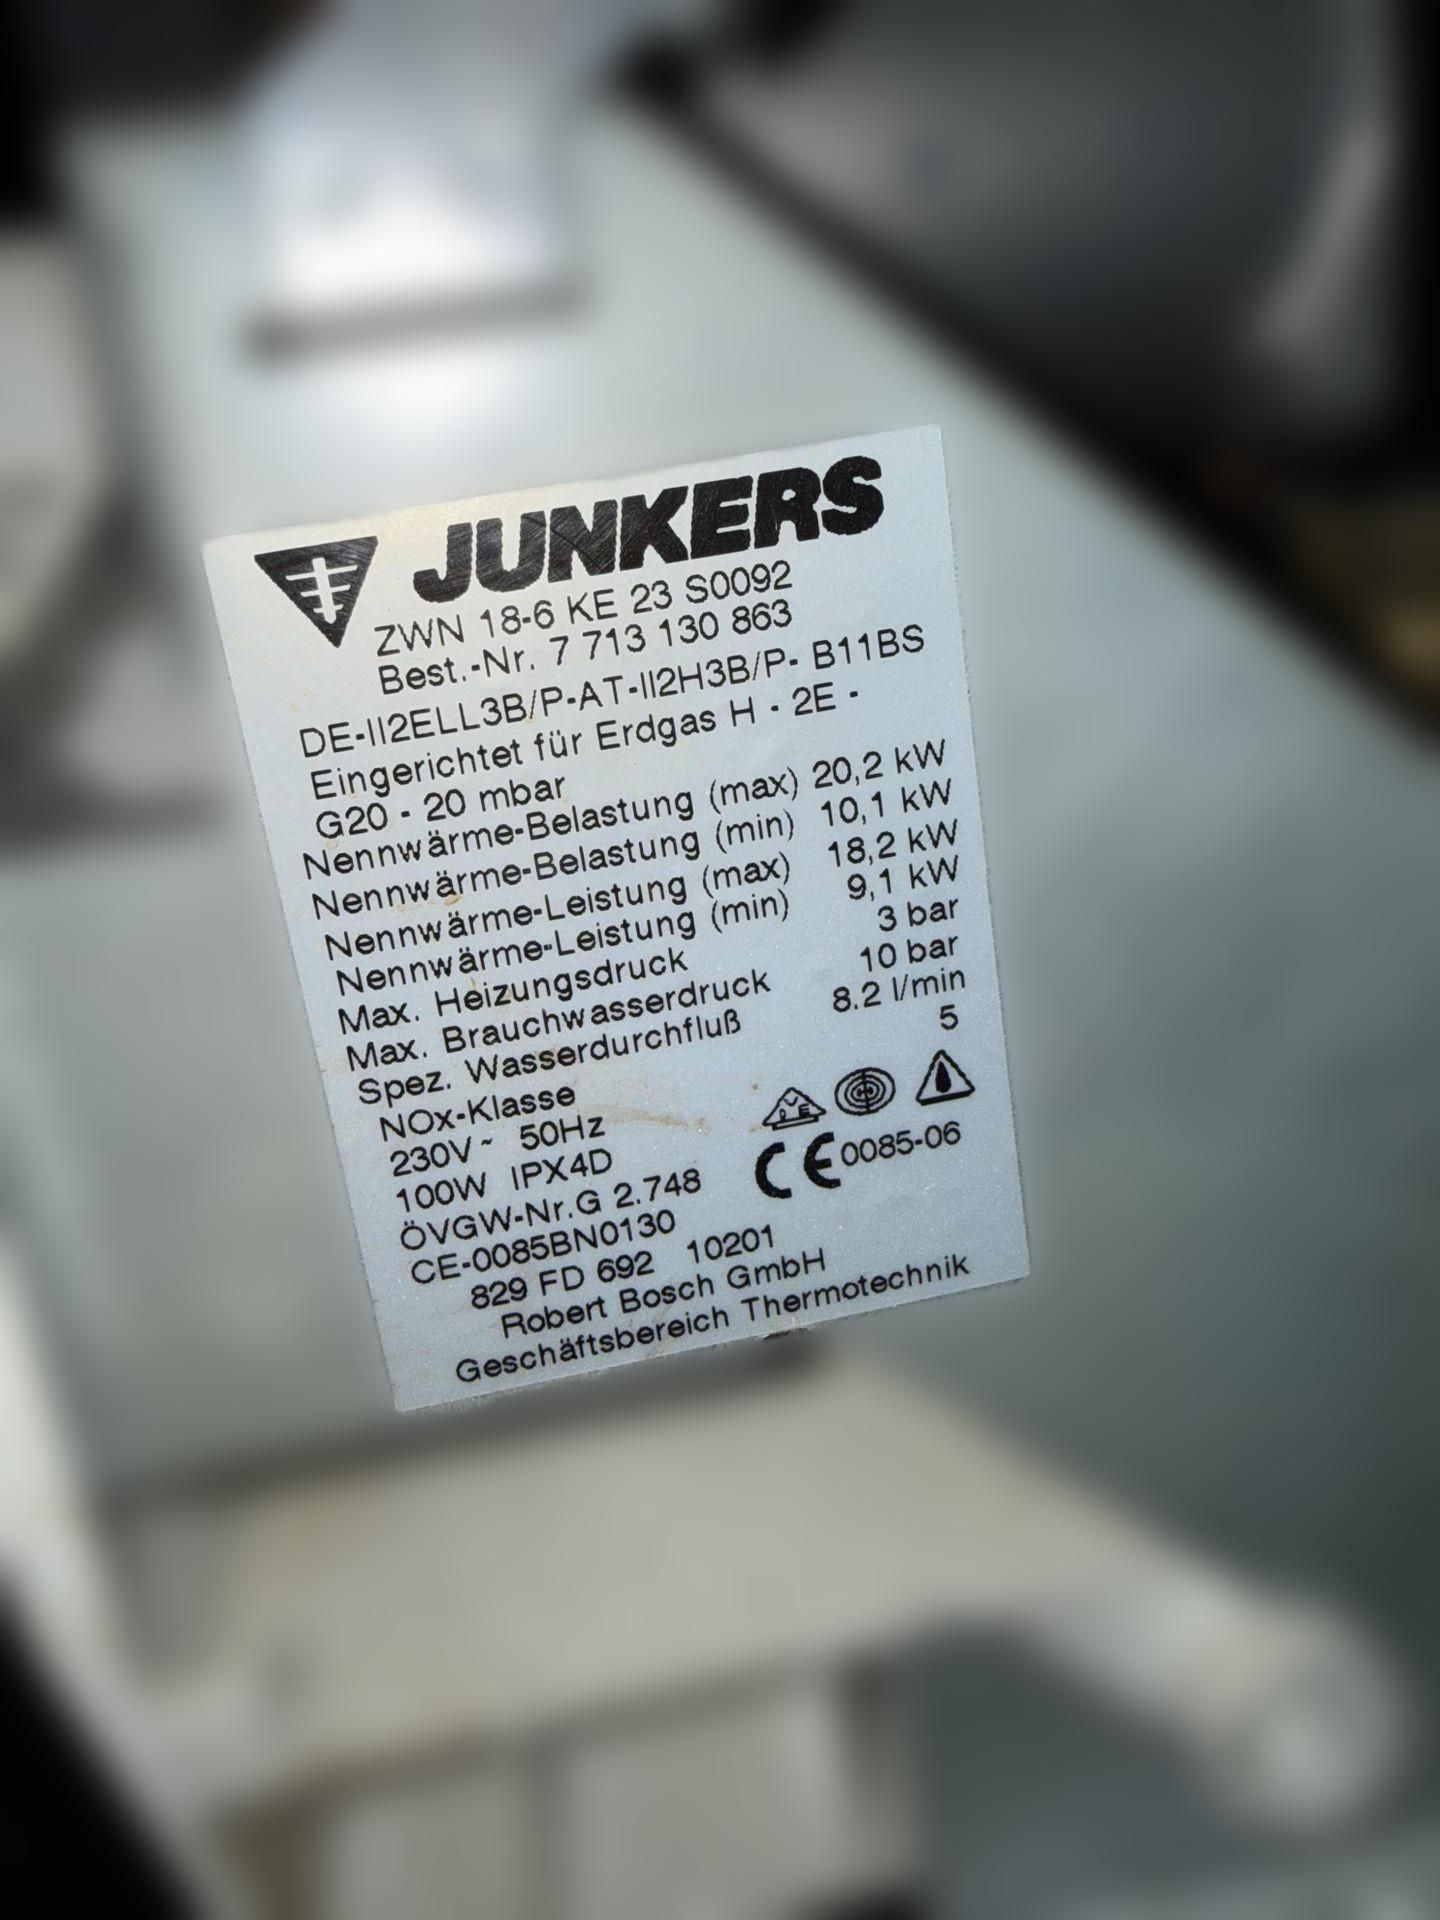 JUNKERS
ZWN 18-6 KE 23 S0092
Best.-Nr. 7 713 130 863
DE-II2ELL3B/P-AT-II2H3B/P- B11BS
Eingerichtet für Erdgas H - 2E -
G20 - 20 mbar
Nennwärme-Belastung (max) 20,2 kW
Nennwärme-Belastung (min) 10,1 kW
Nennwärme-Leistung (max) 18,2 kW
Nennwärme-Leistung (min) 9,1 kW
Max. Heizungsdruck 3 bar
Max. Brauchwasserdruck 10 bar
Spez. Wasserdurchfluß 8.2 l/min
NOx-Klasse 5
230V~ 50Hz
100W IPX4D
CE 0085-06
ÖVGW-Nr.G 2.748
CE-0085BN0130
829 FD 692 10201
Robert Bosch GmbH
Geschäftsbereich Thermotechnik